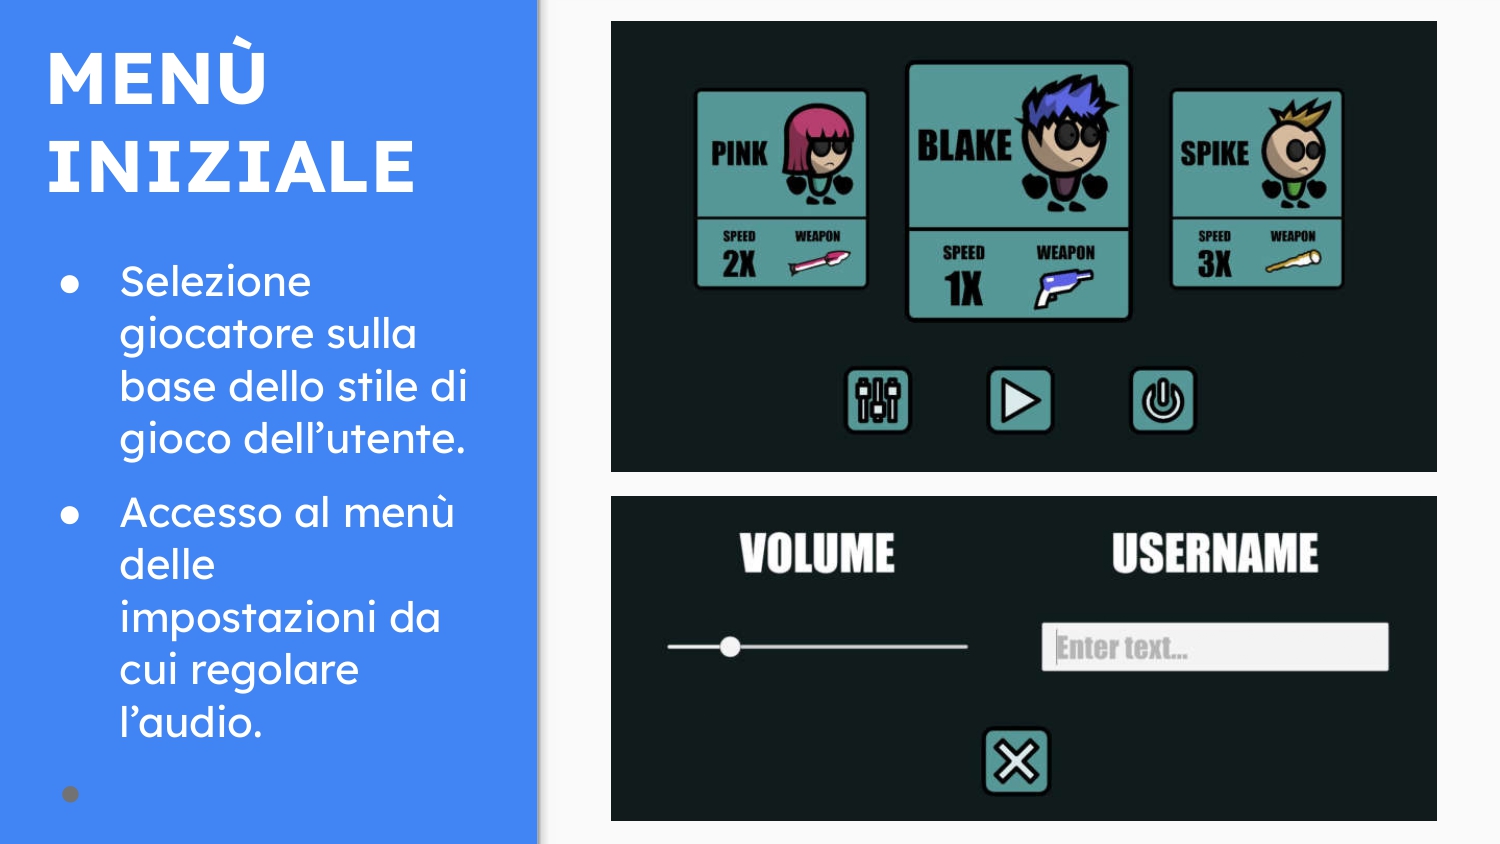 MENÙ
INIZIALE
● Selezione
giocatore sulla
base dello stile di
gioco dell’utente.
● Accesso al menù
delle
impostazioni da
cui regolare
l’audio.
●
PINK
SPEED WEAPON
2X
BLAKE
SPEED WEAPON
1X
SPIKE
SPEED WEAPON
3X
VOLUME
USERNAME
Enter text...